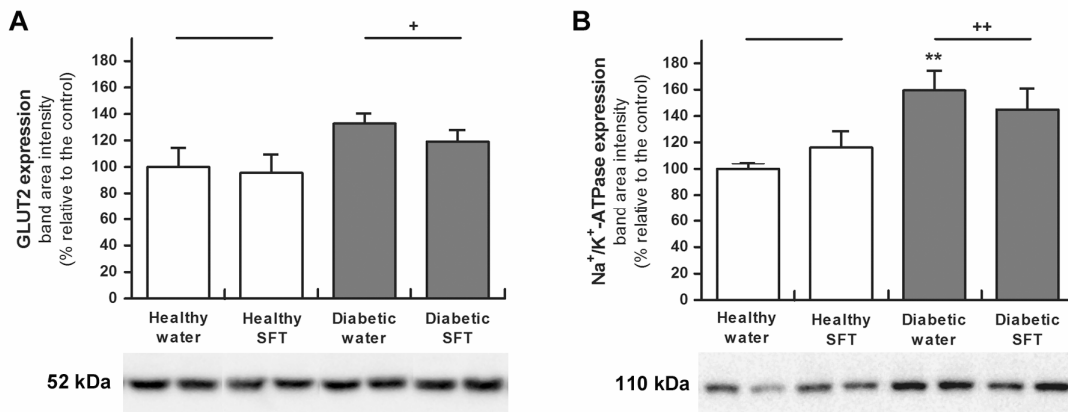 A
+
GLUT2 expression
band area intensity
(% relative to the control)
180
160
140
120
100
80
60
40
20
0
Healthy water
Healthy SFT
Diabetic water
Diabetic SFT
52 kDa
B
++
**
Na⁺/K⁺-ATPase expression
band area intensity
(% relative to the control)
180
160
140
120
100
80
60
40
20
0
Healthy water
Healthy SFT
Diabetic water
Diabetic SFT
110 kDa